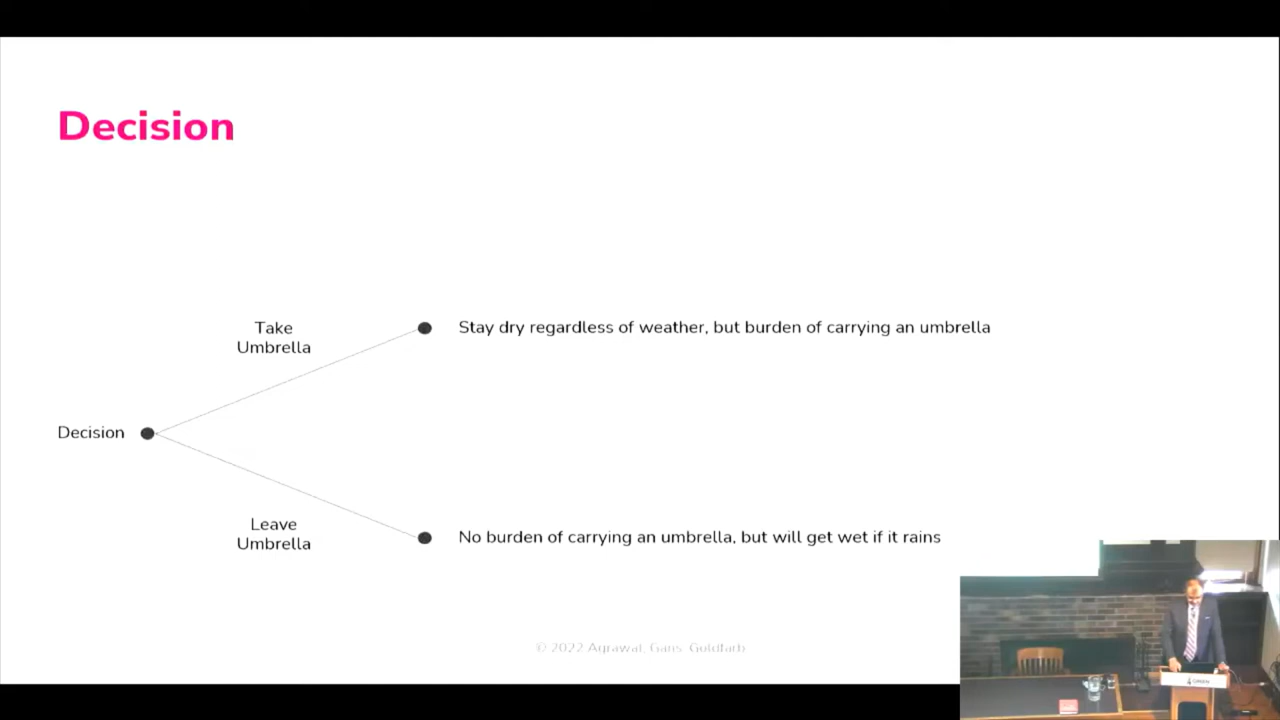 Decision
Take
Umbrella
Stay dry regardless of weather, but burden of carrying an umbrella
Decision
Leave
Umbrella
No burden of carrying an umbrella, but will get wet if it rains
© 2022 Agrawal, Gans, Goldfarb